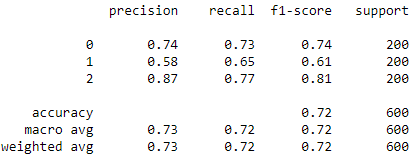 precision recall f1-score support
0 0.74 0.73 0.74 200
1 0.58 0.65 0.61 200
2 0.87 0.77 0.81 200
accuracy 0.72 600
macro avg 0.73 0.72 0.72 600
weighted avg 0.73 0.72 0.72 600